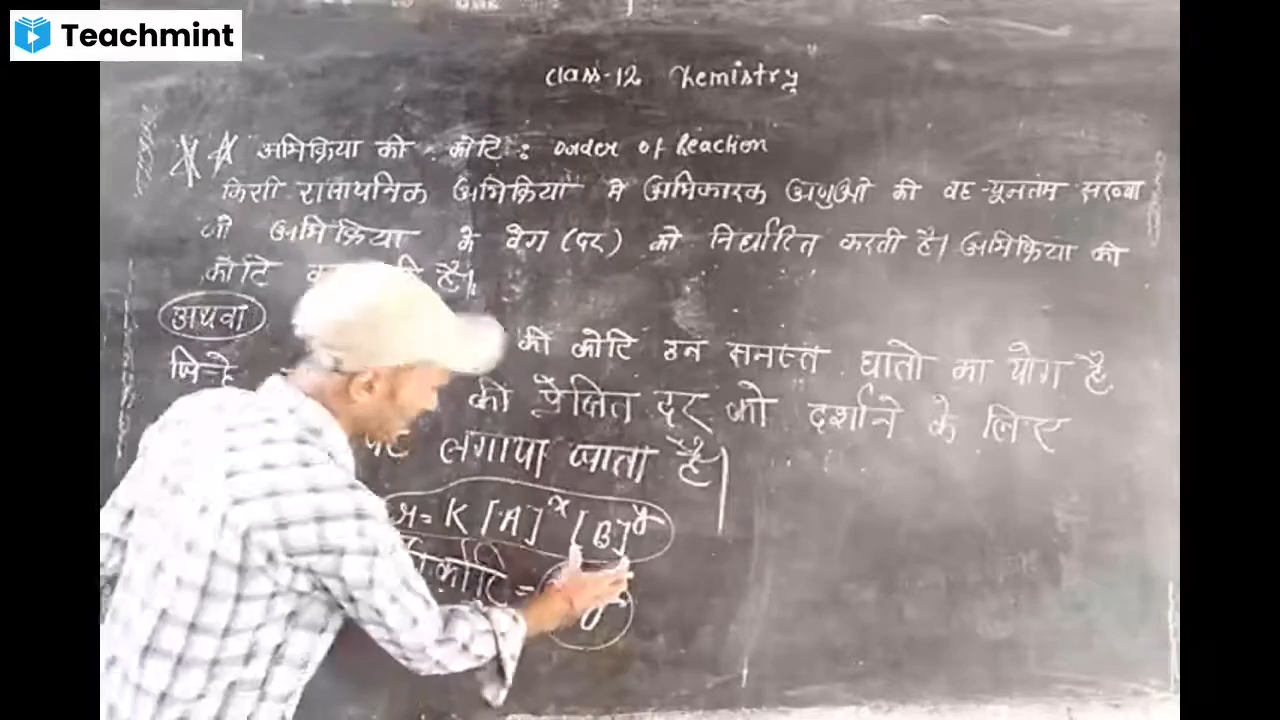 Teachmint
Class-12 Chemistry
अभिक्रिया की कोटि : Order of Reaction
किसी रासायनिक अभिक्रिया में अभिकारक अणुओं की वह न्यूनतम संख्या
जो अभिक्रिया के वेग (दर) को निर्धारित करती है। अभिक्रिया की
कोटि है।
अथवा
की कोटि उन समस्त घातो का योग है
जिन्हे की प्रेक्षित दर को दर्शाने के लिए
लगाया जाता है।
= K [A]^x [B]^y
कोटि = y